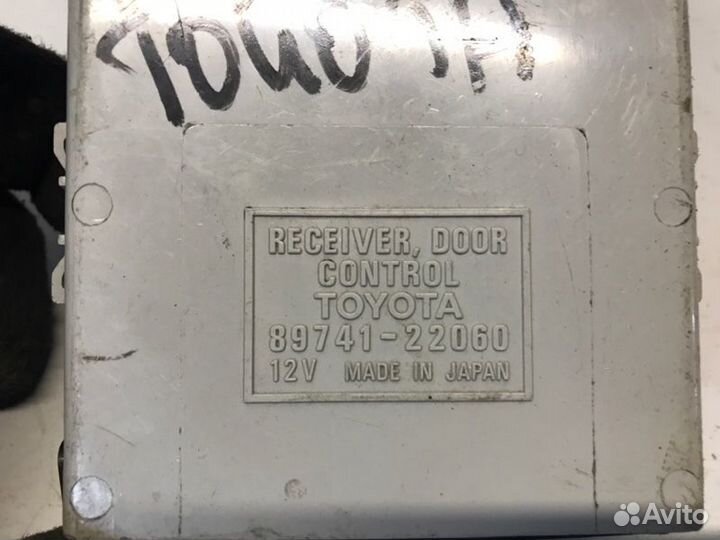 RECEIVER, DOOR
CONTROL
TOYOTA
89741-22060
12V MADE IN JAPAN
Avito